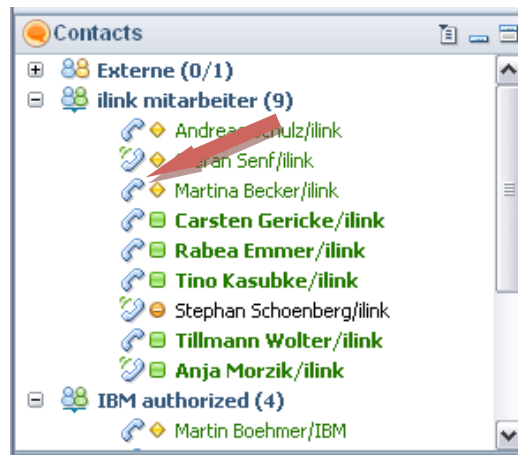 Contacts
Externe (0/1)
ilink mitarbeiter (9)
Andreas Schulz/ilink
Senf/ilink
Martina Becker/ilink
Carsten Gericke/ilink
Rabea Emmer/ilink
Tino Kasubke/ilink
Stephan Schoenberg/ilink
Tillmann Wolter/ilink
Anja Morzik/ilink
IBM authorized (4)
Martin Boehmer/IBM